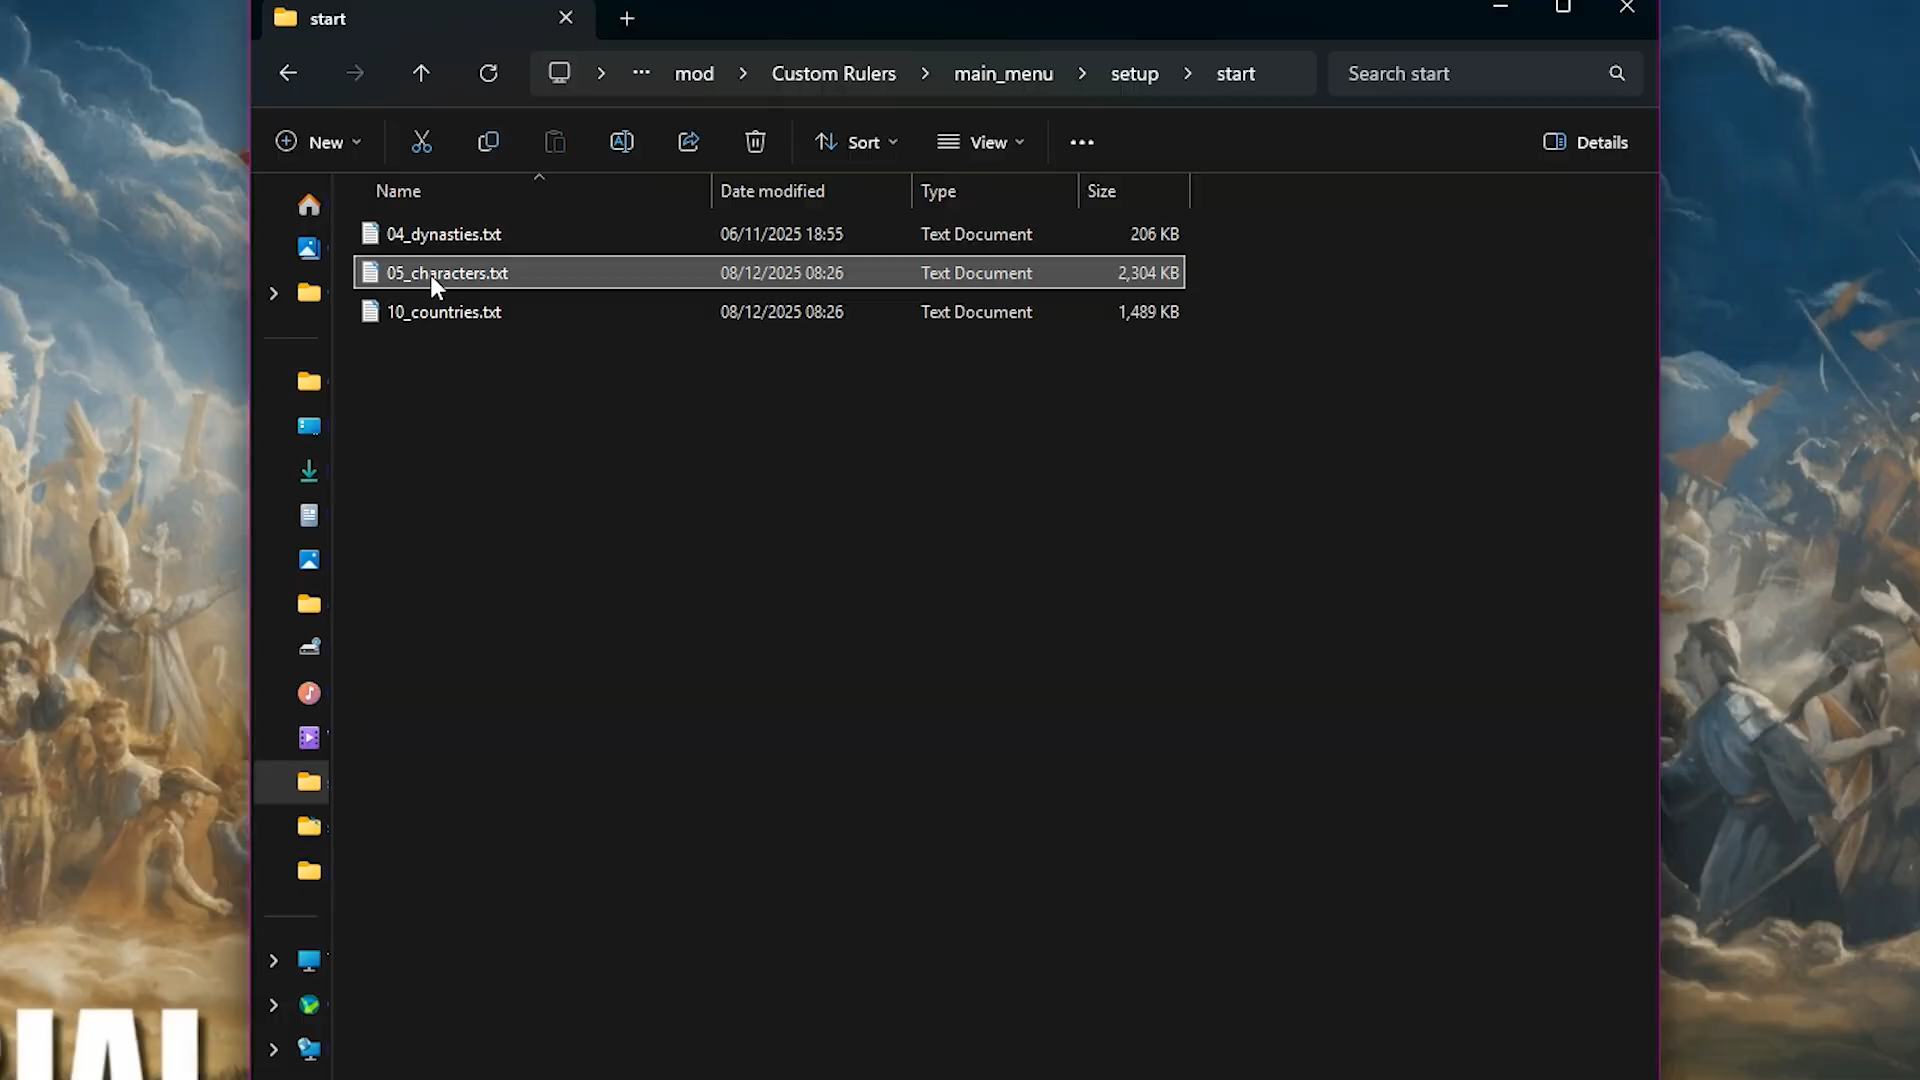 start
mod > Custom Rulers > main_menu > setup > start
Search start
New
Sort
View
Details
Name Date modified Type Size
04_dynasties.txt 06/11/2025 18:55 Text Document 206 KB
05_characters.txt 08/12/2025 08:26 Text Document 2,304 KB
10_countries.txt 08/12/2025 08:26 Text Document 1,489 KB